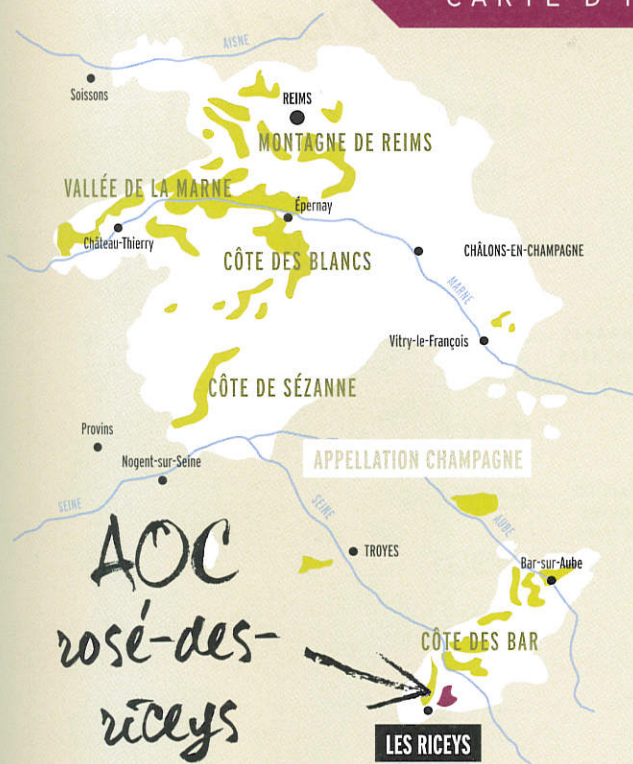 CARTE D'I
AISNE
Soissons
REIMS
MONTAGNE DE REIMS
VALLÉE DE LA MARNE
Épernay
Château-Thierry
CÔTE DES BLANCS
CHÂLONS-EN-CHAMPAGNE
MARNE
Vitry-le-François
CÔTE DE SÉZANNE
Provins
Nogent-sur-Seine
APPELLATION CHAMPAGNE
SEINE
SEINE
AUBE
AOC
TROYES
Bar-sur-Aube
rosé-des-
CÔTE DES BAR
riceys
LES RICEYS